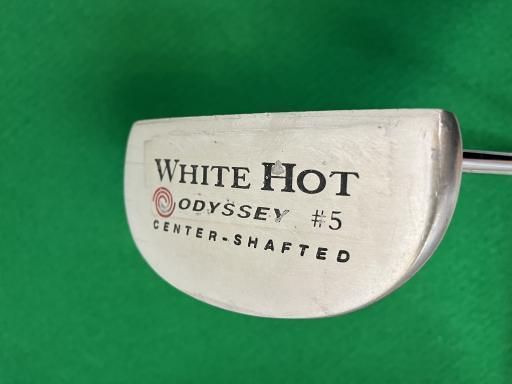 WHITE HOT
ODYSSEY #5
CENTER-SHAFTED